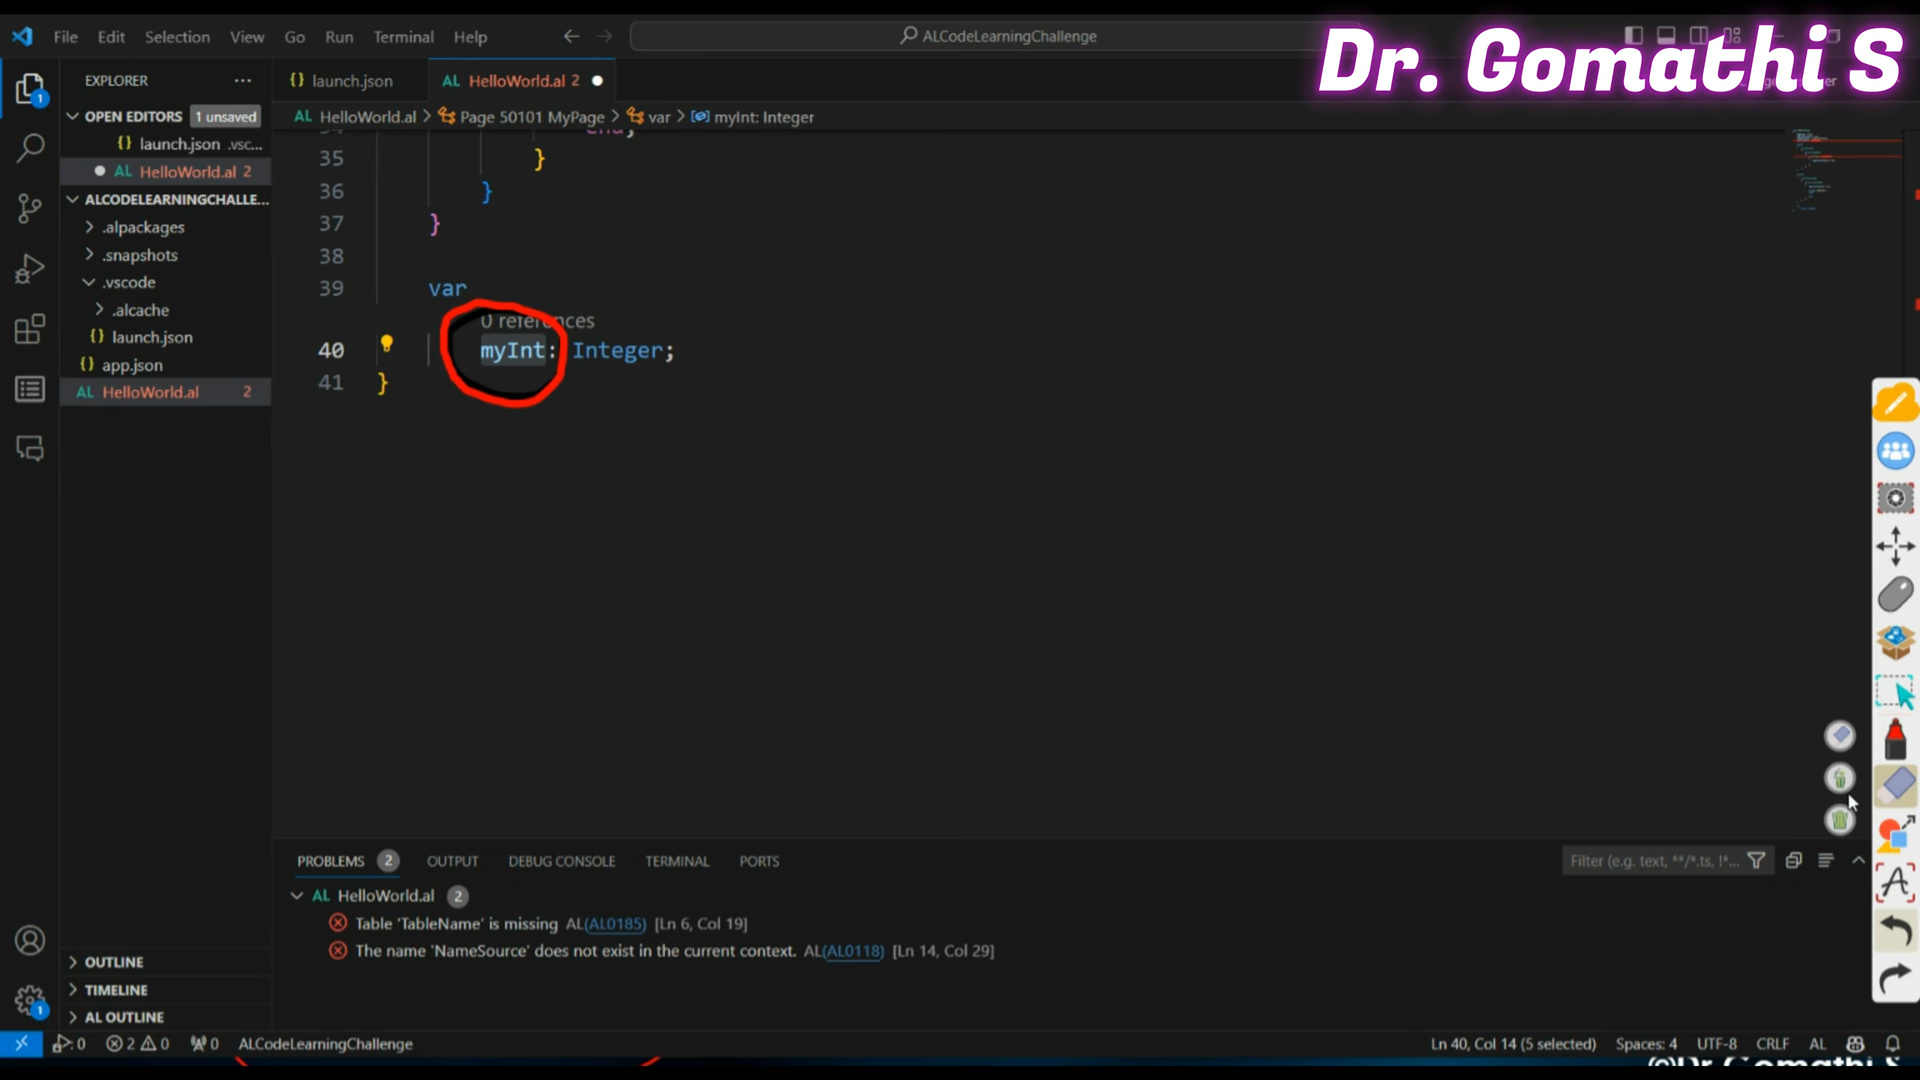 File Edit Selection View Go Run Terminal Help
ALCodeLearningChallenge
Dr. Gomathi S
EXPLORER
launch.json
AL HelloWorld.al 2
OPEN EDITORS 1 unsaved
AL HelloWorld.al > Page 50101 MyPage > var > myInt: Integer
{} launch.json .vsc...
AL HelloWorld.al 2
ALCODELEARNINGCHALLE...
.alpackages
.snapshots
.vscode
.alcache
{} launch.json
{} app.json
AL HelloWorld.al 2
35 }
36 }
37 }
38
39 var
0 references
40 myInt: Integer;
41 }
PROBLEMS 2 OUTPUT DEBUG CONSOLE TERMINAL PORTS
Filter (e.g. text, **/*.ts, !*...
AL HelloWorld.al 2
Table 'TableName' is missing AL(AL0185) [Ln 6, Col 19]
The name 'NameSource' does not exist in the current context. AL(AL0118) [Ln 14, Col 29]
OUTLINE
TIMELINE
AL OUTLINE
0 2 0 0 ALCodeLearningChallenge
Ln 40, Col 14 (5 selected) Spaces: 4 UTF-8 CRLF AL
©Dr Gomathi S